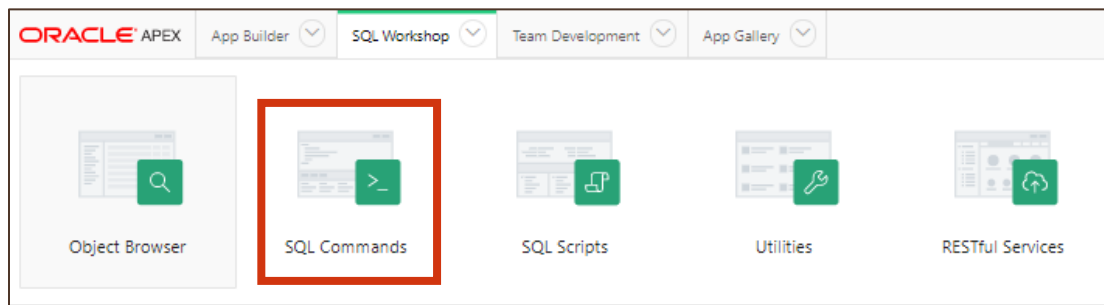 ORACLE APEX App Builder SQL Workshop Team Development App Gallery
Object Browser SQL Commands SQL Scripts Utilities RESTful Services